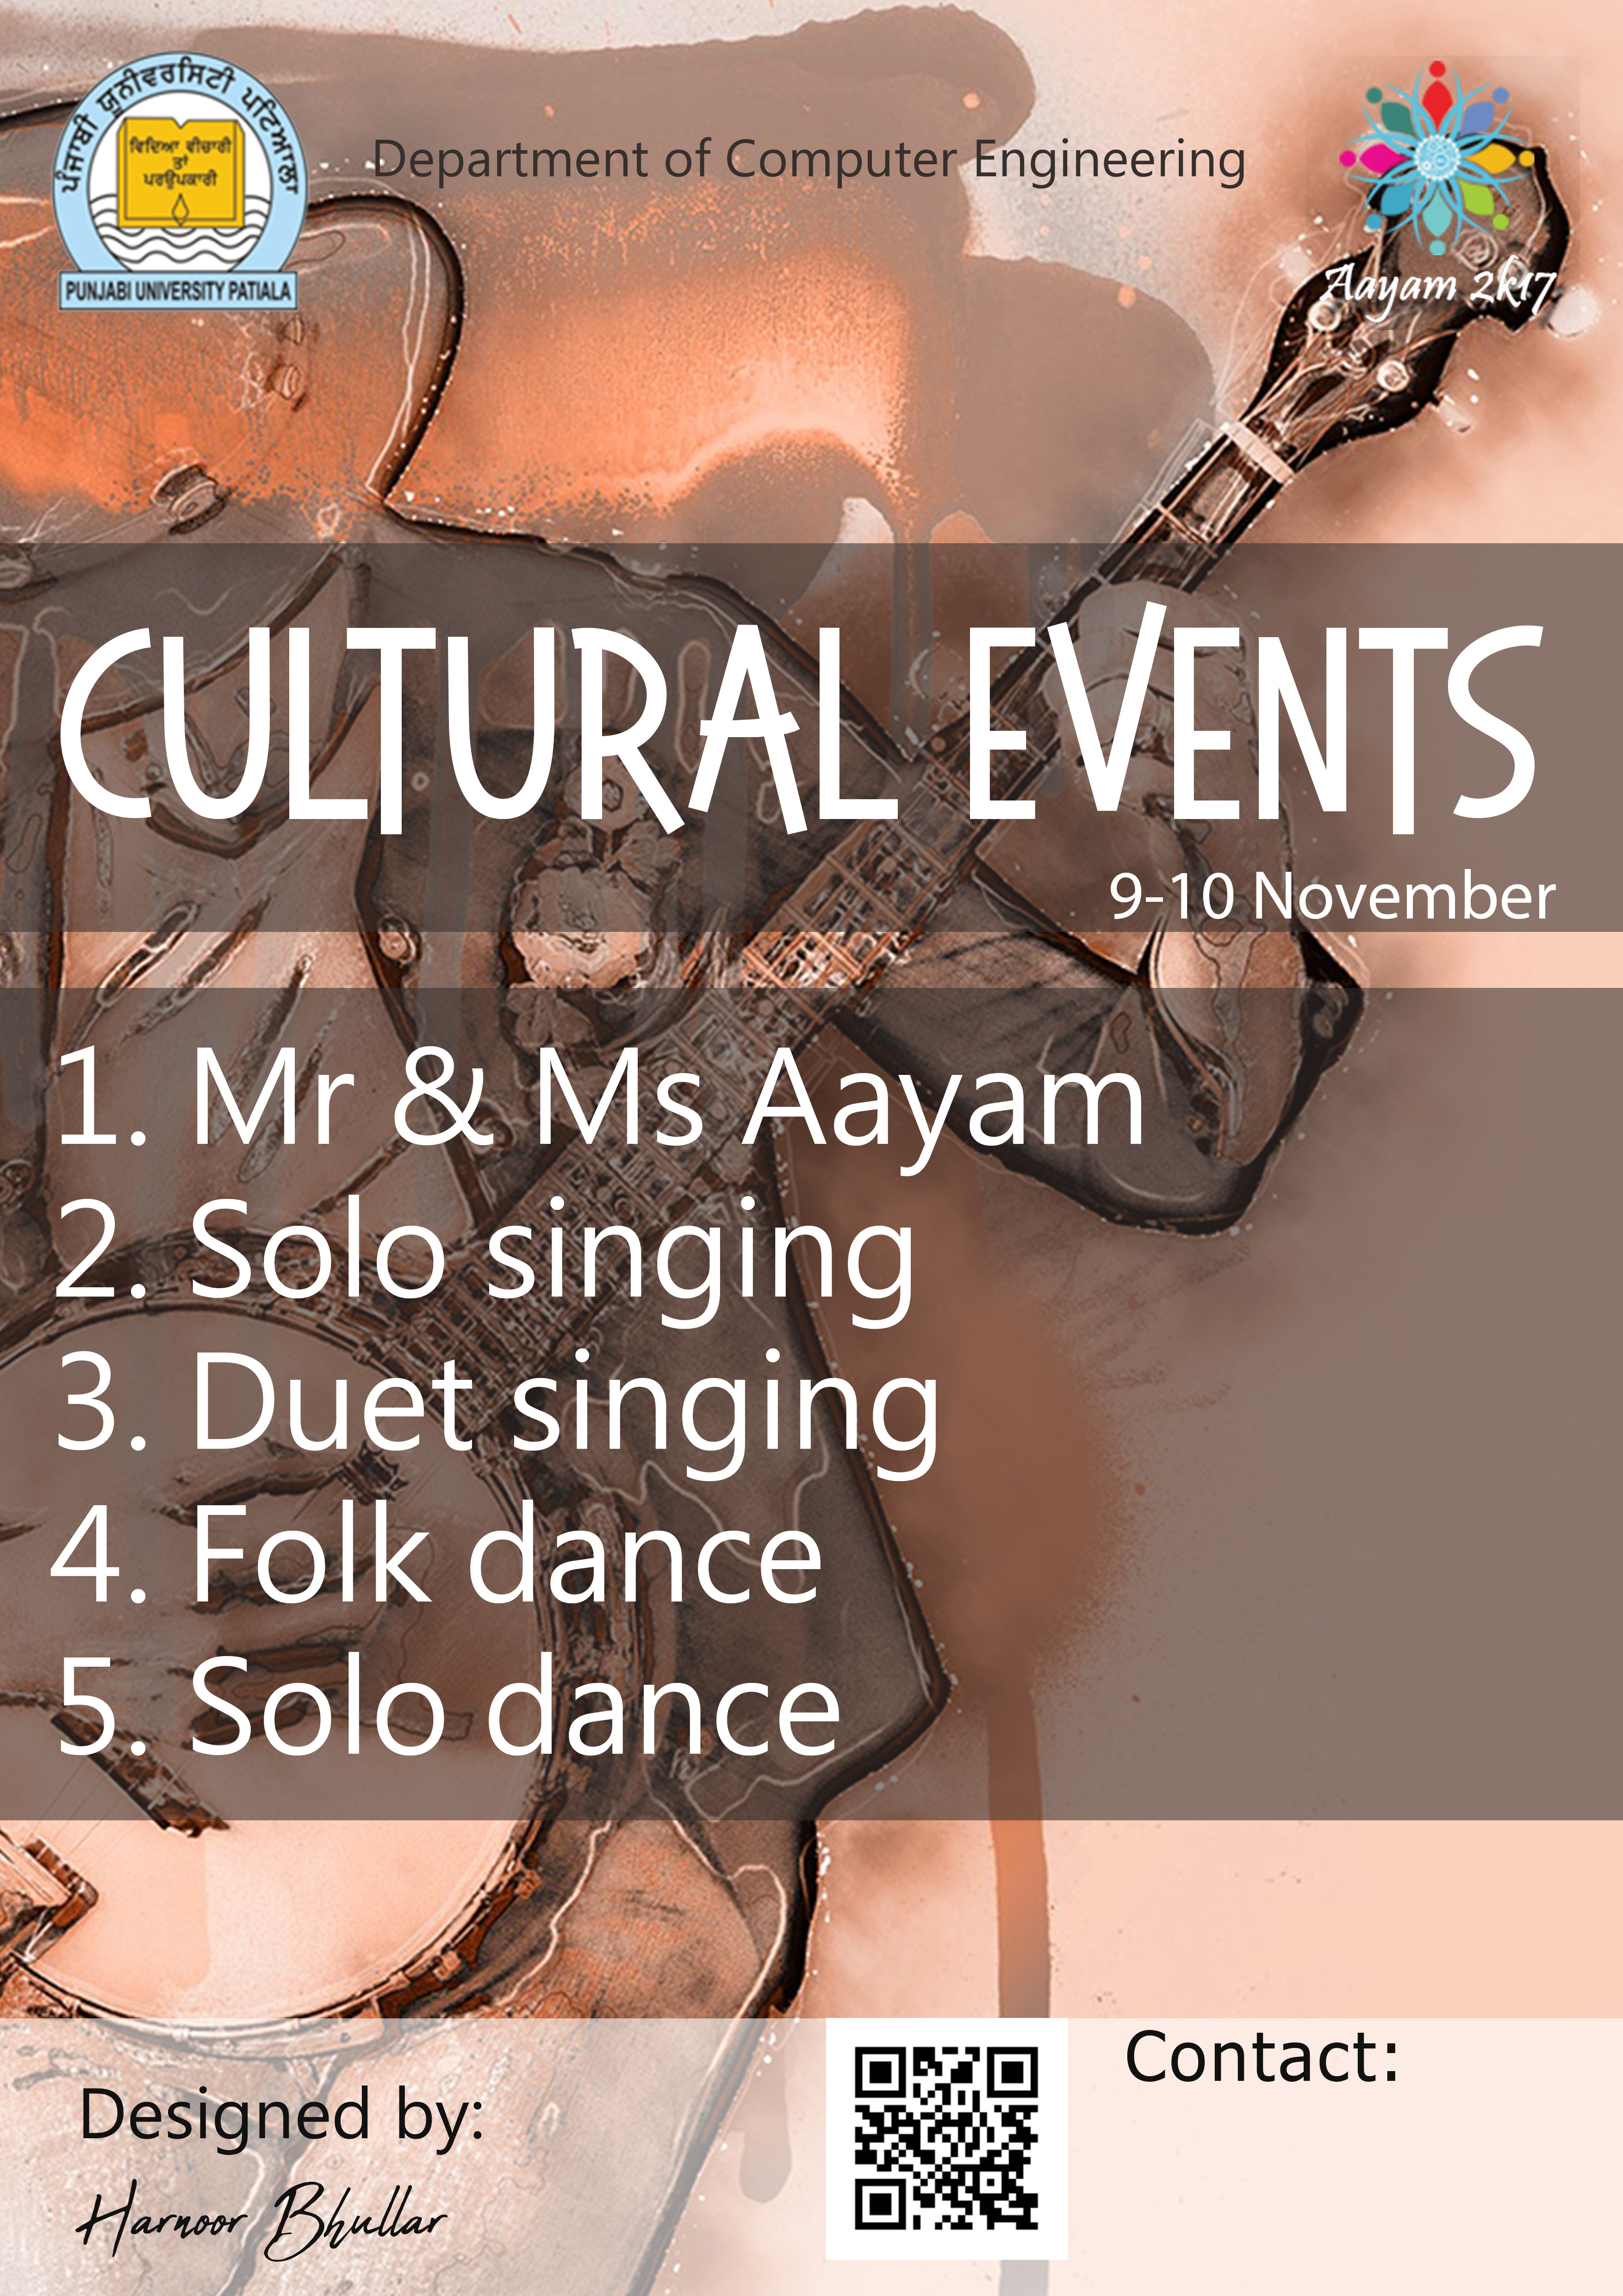 ਪੰਜਾਬੀ ਯੂਨੀਵਰਸਿਟੀ ਪਟਿਆਲਾ
ਵਿਦਿਆ ਵੀਚਾਰੀ
ਤਾਂ
ਪਰਉਪਕਾਰੀ
PUNJABI UNIVERSITY PATIALA
Department of Computer Engineering
Aayam 2k17
CULTURAL EVENTS
9-10 November
1. Mr & Ms Aayam
2. Solo singing
3. Duet singing
4. Folk dance
5. Solo dance
Designed by:
Harnoor Bhullar
Contact: